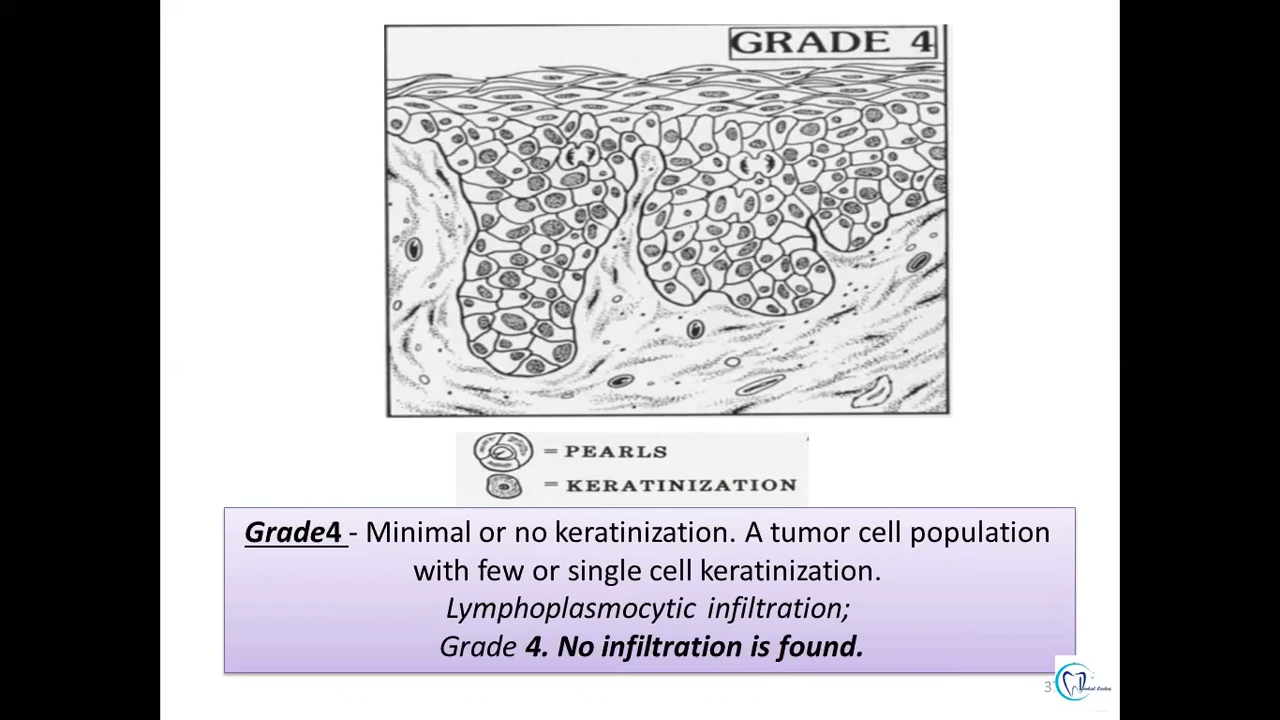 GRADE 4
= PEARLS
= KERATINIZATION
Grade4 - Minimal or no keratinization. A tumor cell population
with few or single cell keratinization.
Lymphoplasmocytic infiltration;
Grade 4. No infiltration is found.